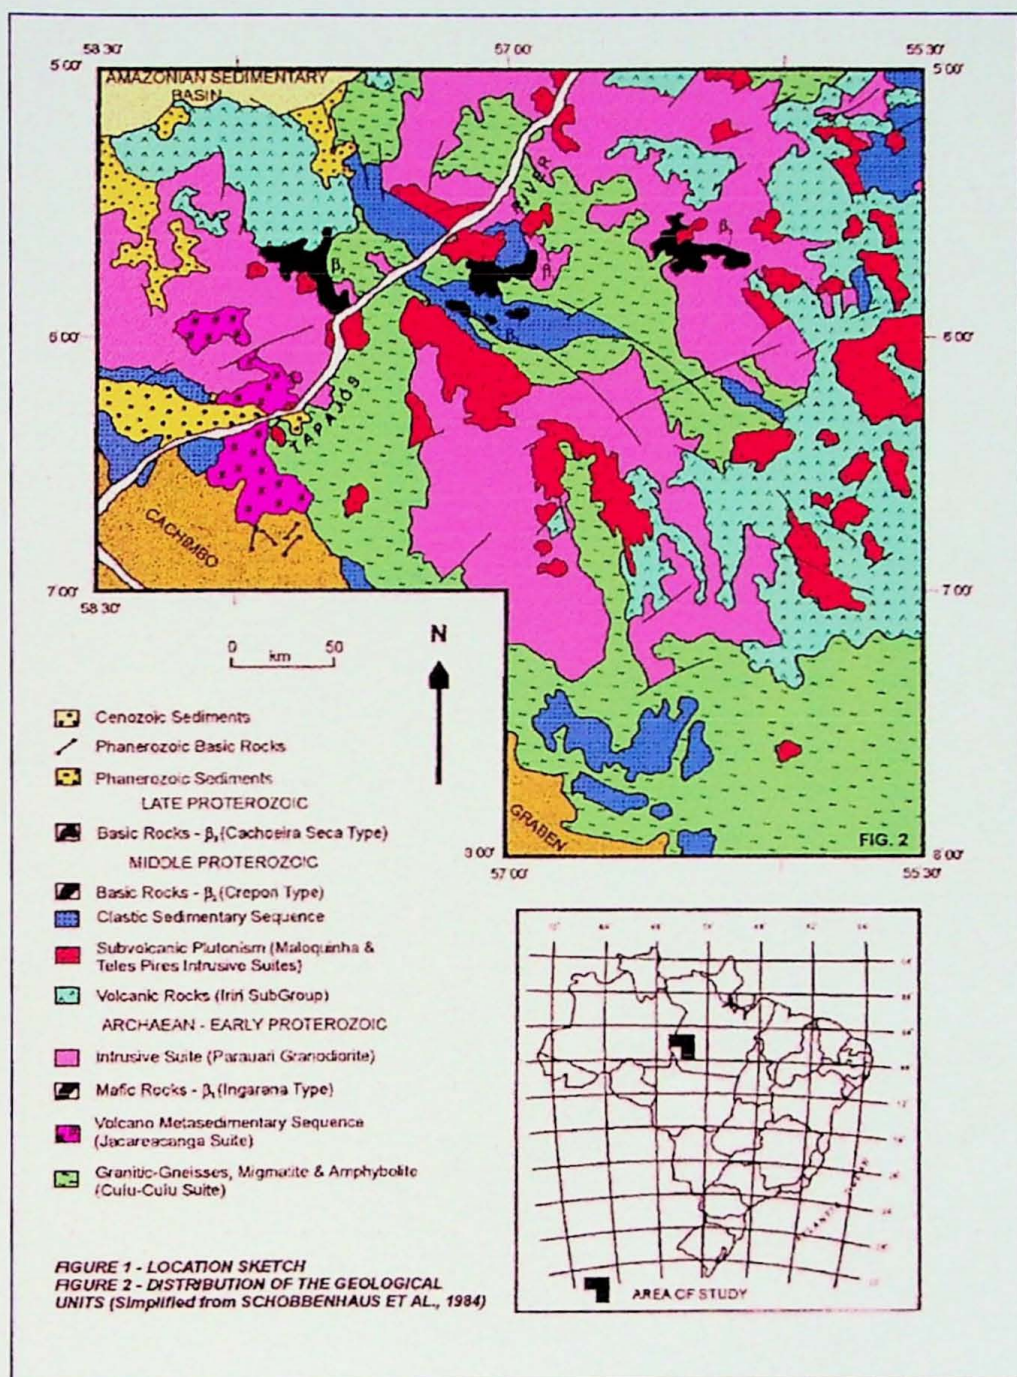 58 30'
57 00'
55 30'
5 00'
5 00'
AMAZONIAN SEDIMENTARY
BASIN
RIVER
TAPAJÓS
6 00'
6 00'
CACHIMBO
7 00'
7 00'
58 30'
N
0 50
km
GRABEN
FIG. 2
8 00'
8 00'
57 00'
55 30'
Cenozoic Sediments
Phanerozoic Basic Rocks
Phanerozoic Sediments
LATE PROTEROZOIC
Basic Rocks - β₃ (Cachoeira Seca Type)
MIDDLE PROTEROZOIC
Basic Rocks - β₂ (Crepori Type)
Clastic Sedimentary Sequence
Subvolcanic Plutonism (Maloquinha &
Teles Pires Intrusive Suites)
Volcanic Rocks (Iriri SubGroup)
ARCHAEAN - EARLY PROTEROZOIC
Intrusive Suite (Parauari Granodiorite)
Mafic Rocks - β₁ (Ingarana Type)
Volcano Metasedimentary Sequence
(Jacareacanga Suite)
Granitic-Gneisses, Migmatite & Amphybolite
(Cuiu-Cuiu Suite)
FIGURE 1 - LOCATION SKETCH
FIGURE 2 - DISTRIBUTION OF THE GEOLOGICAL
UNITS (Simplified from SCHOBBENHAUS ET AL., 1984)
AREA OF STUDY